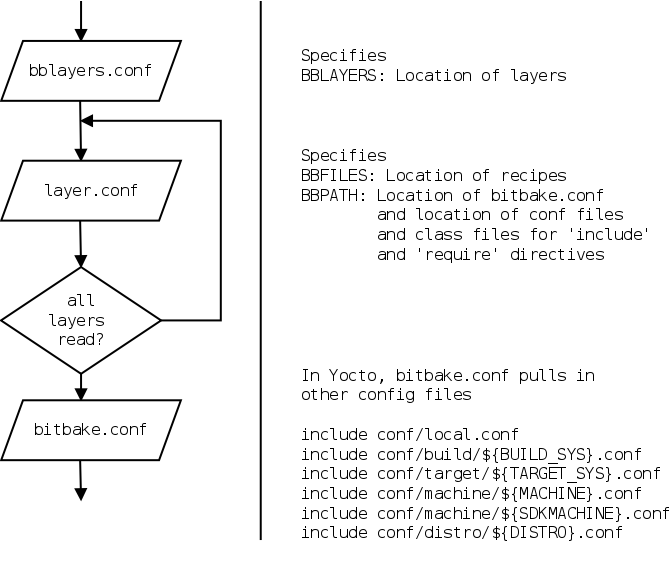 bblayers.conf
Specifies
BBLAYERS: Location of layers
layer.conf
Specifies
BBFILES: Location of recipes
BBPATH: Location of bitbake.conf
and location of conf files
and class files for 'include'
and 'require' directives
all
layers
read?
bitbake.conf
In Yocto, bitbake.conf pulls in
other config files
include conf/local.conf
include conf/build/${BUILD_SYS}.conf
include conf/target/${TARGET_SYS}.conf
include conf/machine/${MACHINE}.conf
include conf/machine/${SDKMACHINE}.conf
include conf/distro/${DISTRO}.conf